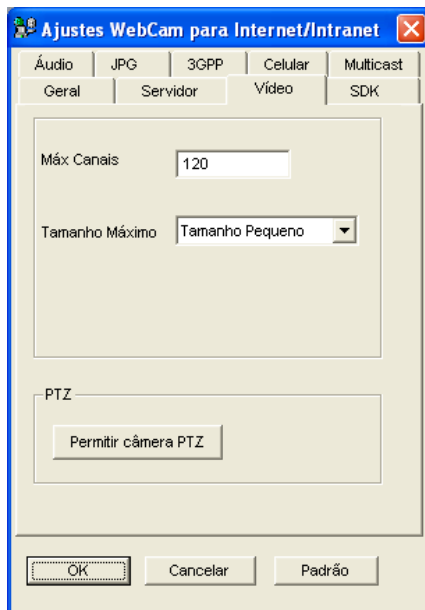 Ajustes WebCam para Internet/Intranet
Áudio JPG 3GPP Celular Multicast
Geral Servidor Vídeo SDK
Máx Canais 120
Tamanho Máximo Tamanho Pequeno
PTZ
Permitir câmera PTZ
OK Cancelar Padrão